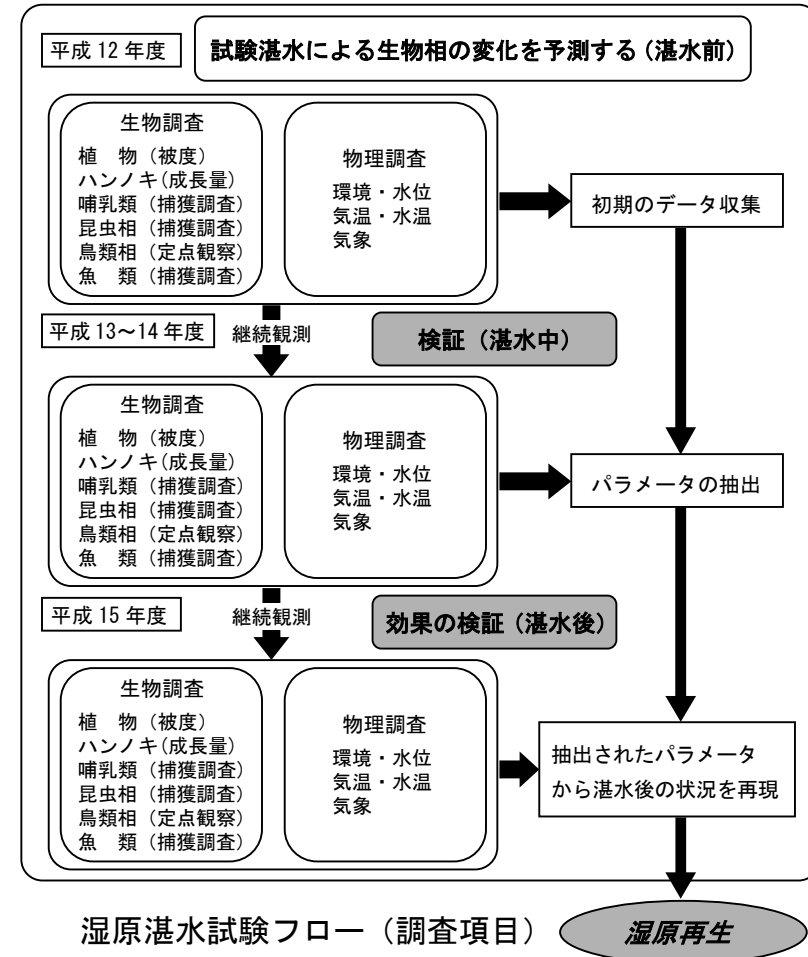 平成12年度
試験湛水による生物相の変化を予測する(湛水前)
生物調査
植　物（被度）
ハンノキ(成長量)
哺乳類（捕獲調査）
昆虫相（捕獲調査）
鳥類相（定点観察）
魚　類（捕獲調査）
物理調査
環境・水位
気温・水温
気象
初期のデータ収集
平成13～14年度
継続観測
検証（湛水中）
生物調査
植　物（被度）
ハンノキ(成長量)
哺乳類（捕獲調査）
昆虫相（捕獲調査）
鳥類相（定点観察）
魚　類（捕獲調査）
物理調査
環境・水位
気温・水温
気象
パラメータの抽出
平成15年度
継続観測
効果の検証（湛水後）
生物調査
植　物（被度）
ハンノキ(成長量)
哺乳類（捕獲調査）
昆虫相（捕獲調査）
鳥類相（定点観察）
魚　類（捕獲調査）
物理調査
環境・水位
気温・水温
気象
抽出されたパラメータ
から湛水後の状況を再現
湿原湛水試験フロー（調査項目）
湿原再生